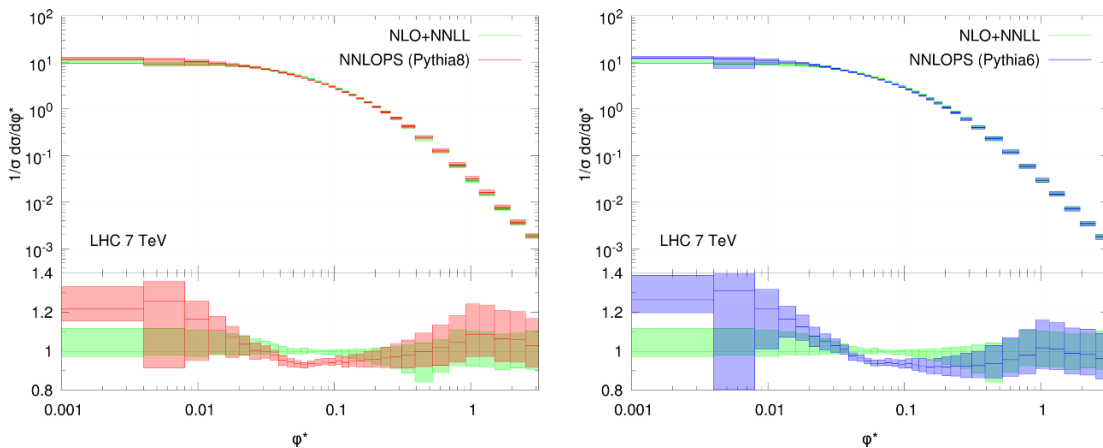 NLO+NNLL
NNLOPS (Pythia8)
10²
10¹
10⁰
10⁻¹
10⁻²
10⁻³
1/σ dσ/dφ*
LHC 7 TeV
1.4
1.2
1
0.8
0.001
0.01
0.1
1
φ*
NLO+NNLL
NNLOPS (Pythia6)
10²
10¹
10⁰
10⁻¹
10⁻²
10⁻³
1/σ dσ/dφ*
LHC 7 TeV
1.4
1.2
1
0.8
0.001
0.01
0.1
1
φ*